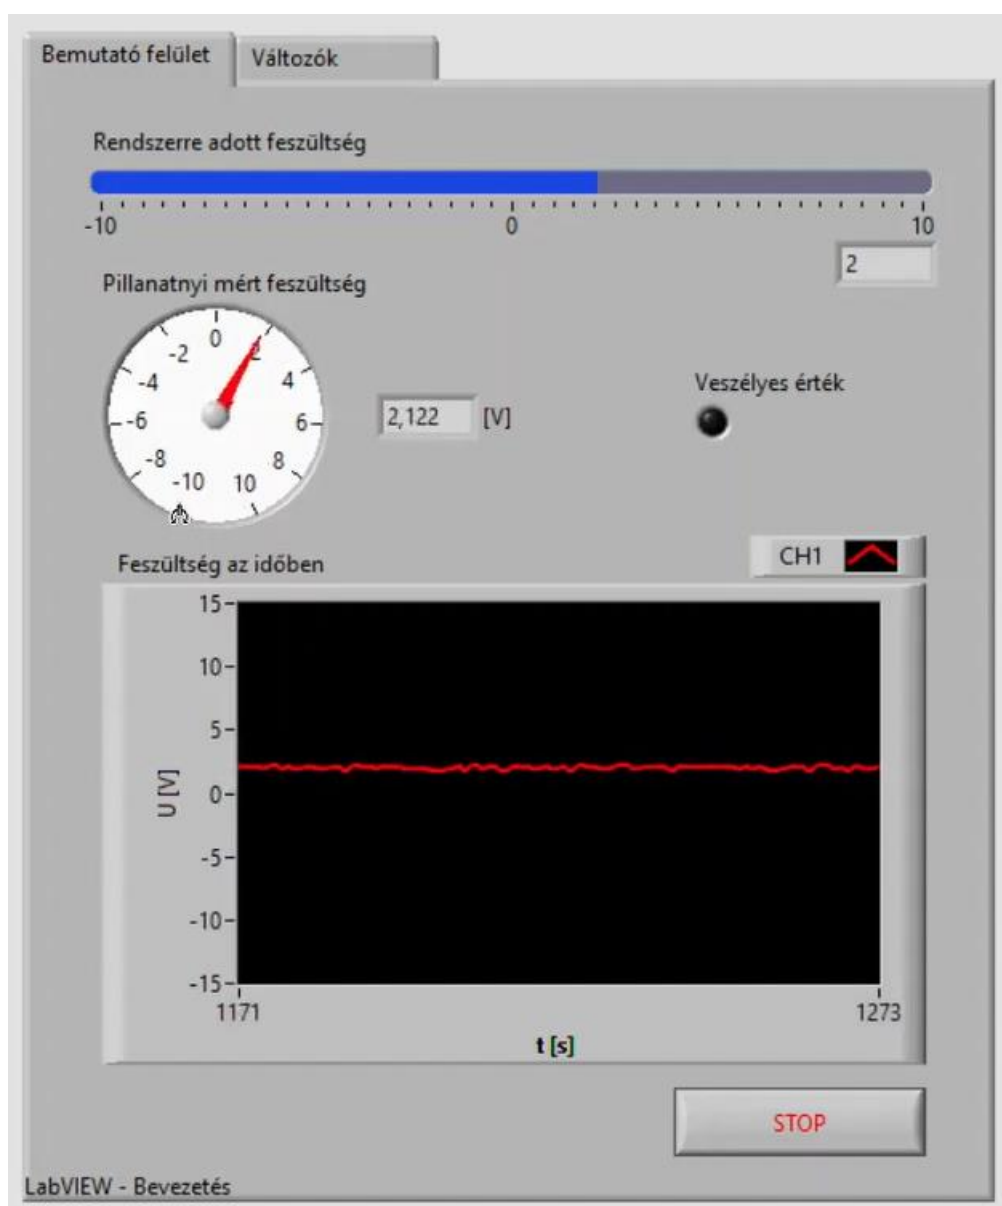 Bemutató felület
Változók
Rendszerre adott feszültség
-10 0 10
2
Pillanatnyi mért feszültség
0
-2 2
-4 4
-6 6
-8 8
-10 10
2,122 [V]
Veszélyes érték
Feszültség az időben
CH1
15
10
5
0
-5
-10
-15
U [V]
1171 1273
t [s]
STOP
LabVIEW - Bevezetés